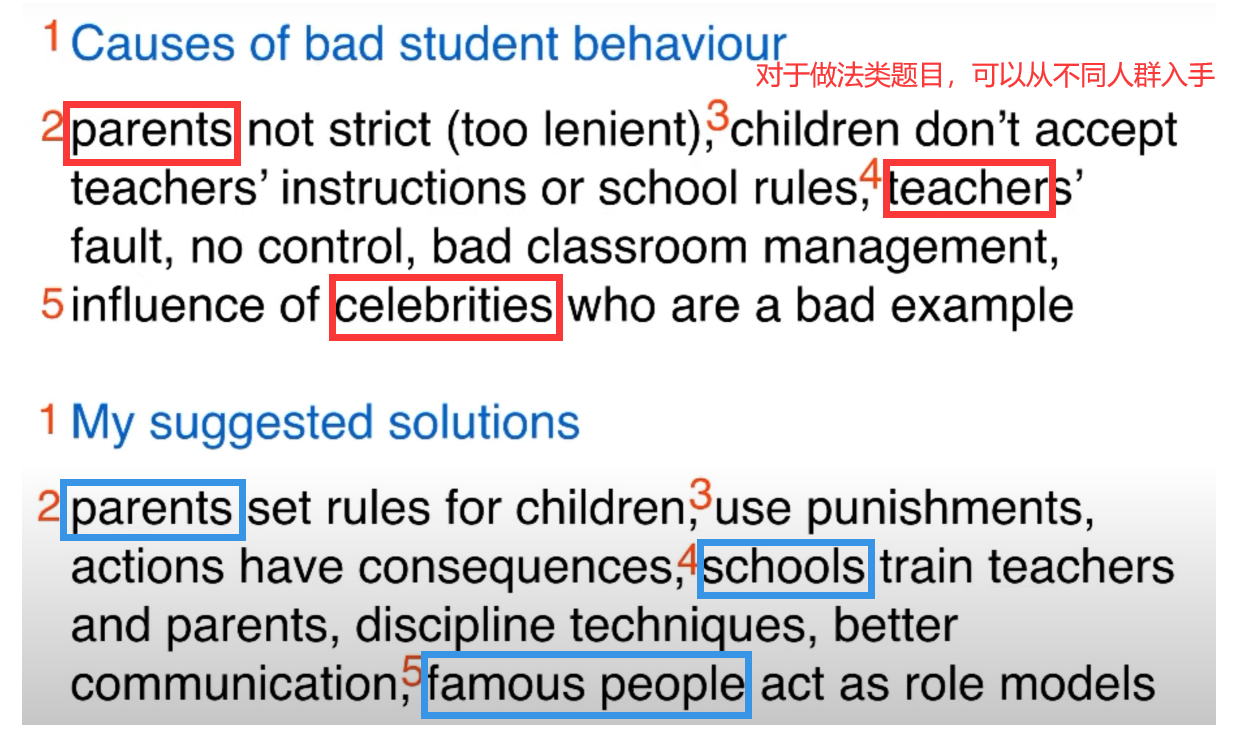 1 Causes of bad student behaviour
对于做法类题目，可以从不同人群入手
2 parents not strict (too lenient), 3 children don't accept
teachers' instructions or school rules, 4 teachers'
fault, no control, bad classroom management,
5 influence of celebrities who are a bad example
1 My suggested solutions
2 parents set rules for children, 3 use punishments,
actions have consequences, 4 schools train teachers
and parents, discipline techniques, better
communication, 5 famous people act as role models